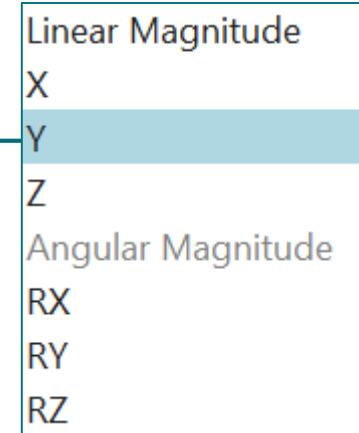 Linear Magnitude
X
Y
Z
Angular Magnitude
RX
RY
RZ